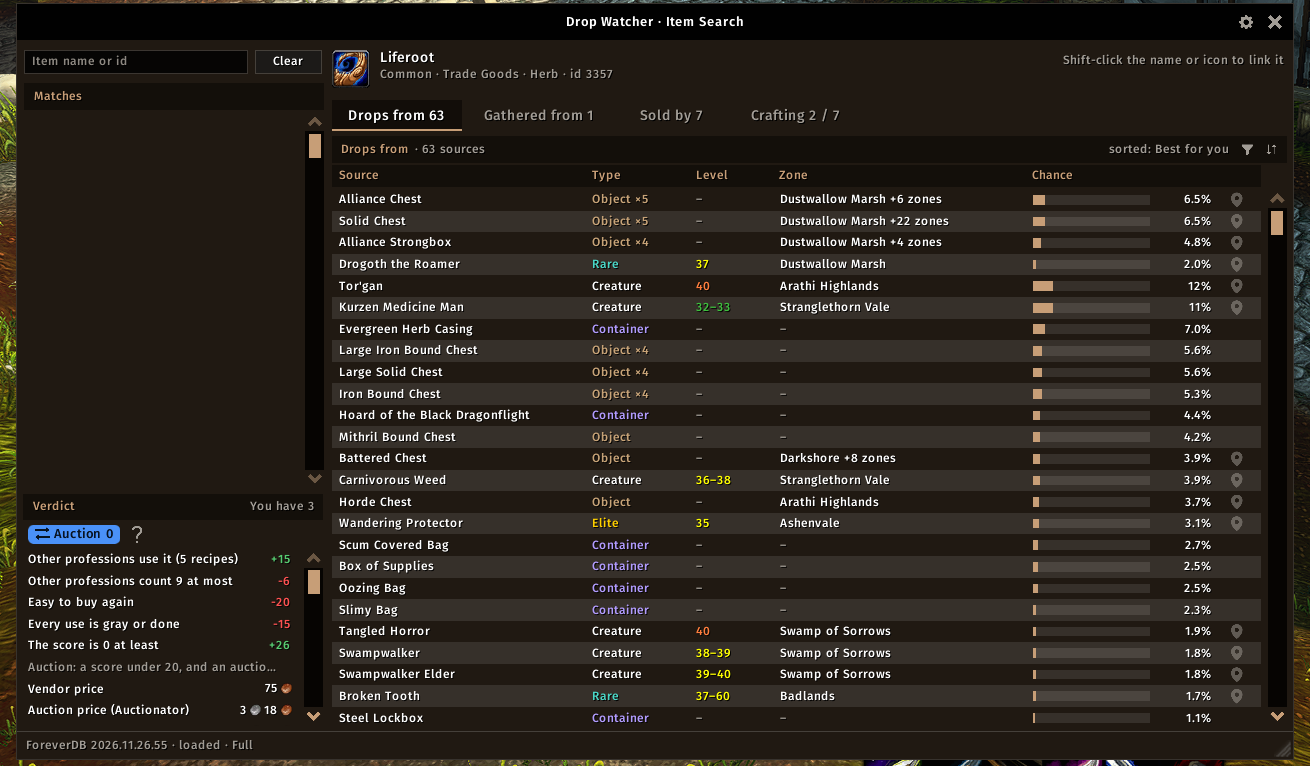 Drop Watcher · Item Search
Item name or id
Clear
Liferoot
Common · Trade Goods · Herb · id 3357
Shift-click the name or icon to link it
Matches
Drops from 63
Gathered from 1
Sold by 7
Crafting 2 / 7
Drops from · 63 sources
sorted: Best for you
Source Type Level Zone Chance
Alliance Chest Object ×5 – Dustwallow Marsh +6 zones 6.5%
Solid Chest Object ×5 – Dustwallow Marsh +22 zones 6.5%
Alliance Strongbox Object ×4 – Dustwallow Marsh +4 zones 4.8%
Drogoth the Roamer Rare 37 Dustwallow Marsh 2.0%
Tor'gan Creature 40 Arathi Highlands 12%
Kurzen Medicine Man Creature 32–33 Stranglethorn Vale 11%
Evergreen Herb Casing Container – – 7.0%
Large Iron Bound Chest Object ×4 – – 5.6%
Large Solid Chest Object ×4 – – 5.6%
Iron Bound Chest Object ×4 – – 5.3%
Hoard of the Black Dragonflight Container – – 4.4%
Mithril Bound Chest Object – – 4.2%
Battered Chest Object – Darkshore +8 zones 3.9%
Carnivorous Weed Creature 36–38 Stranglethorn Vale 3.9%
Horde Chest Object – Arathi Highlands 3.7%
Wandering Protector Elite 35 Ashenvale 3.1%
Scum Covered Bag Container – – 2.7%
Box of Supplies Container – – 2.5%
Oozing Bag Container – – 2.5%
Slimy Bag Container – – 2.3%
Tangled Horror Creature 40 Swamp of Sorrows 1.9%
Swampwalker Creature 38–39 Swamp of Sorrows 1.8%
Swampwalker Elder Creature 39–40 Swamp of Sorrows 1.8%
Broken Tooth Rare 37–60 Badlands 1.7%
Steel Lockbox Container – – 1.1%
Verdict You have 3
Auction 0 ?
Other professions use it (5 recipes) +15
Other professions count 9 at most -6
Easy to buy again -20
Every use is gray or done -15
The score is 0 at least +26
Auction: a score under 20, and an auctio...
Vendor price 75
Auction price (Auctionator) 3 18
ForeverDB 2026.11.26.55 · loaded · Full